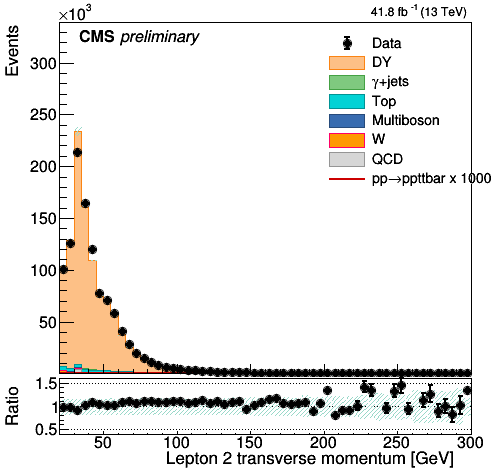 ×10³
41.8 fb⁻¹ (13 TeV)
CMS preliminary
Events
Data
DY
γ+jets
Top
Multiboson
W
QCD
pp→ppttbar x 1000
300
250
200
150
100
50
Ratio
1.5
1
0.5
50 100 150 200 250 300
Lepton 2 transverse momentum [GeV]